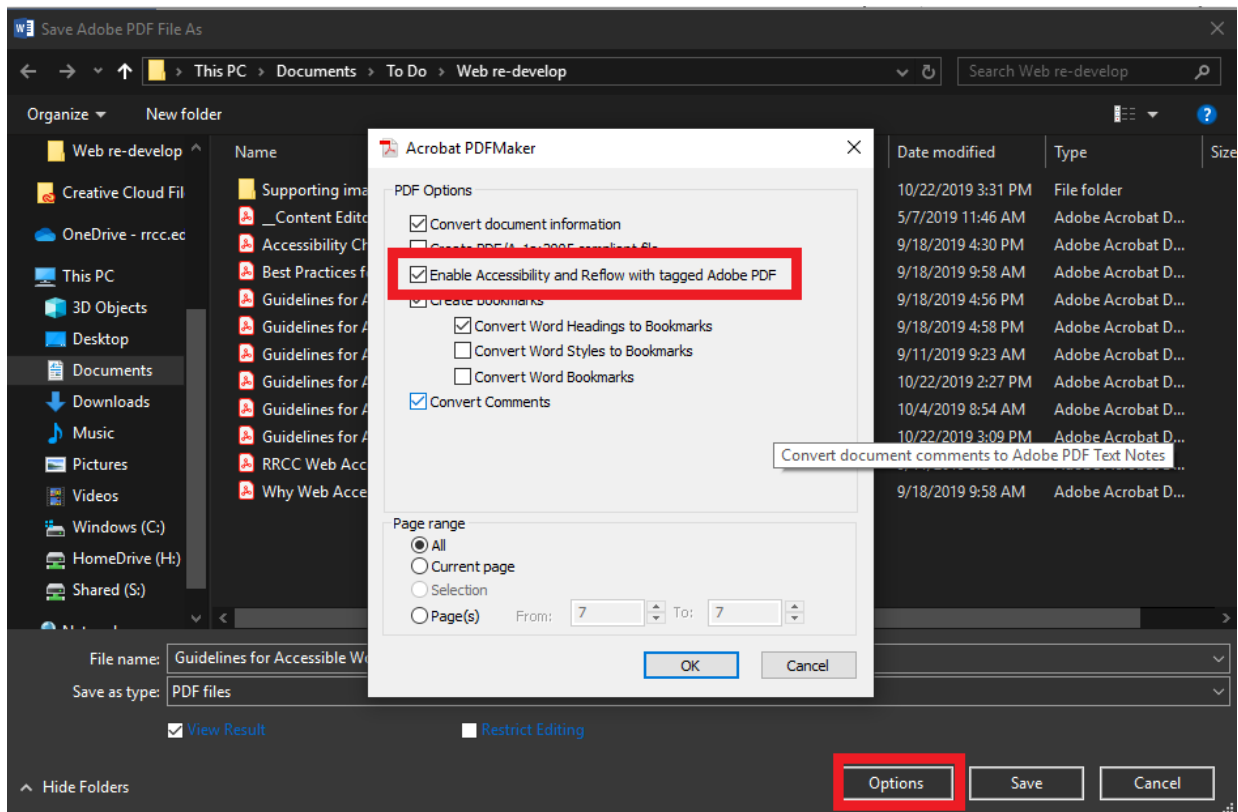 Save Adobe PDF File As
This PC > Documents > To Do > Web re-develop
Search Web re-develop
Organize
New folder
Web re-develop
Creative Cloud Fil
OneDrive - rrcc.ec
This PC
3D Objects
Desktop
Documents
Downloads
Music
Pictures
Videos
Windows (C:)
HomeDrive (H:)
Shared (S:)
Name Date modified Type Size
Supporting ima 10/22/2019 3:31 PM File folder
__Content Edito 5/7/2019 11:46 AM Adobe Acrobat D...
Accessibility Ch 9/18/2019 4:30 PM Adobe Acrobat D...
Best Practices f 9/18/2019 9:58 AM Adobe Acrobat D...
Guidelines for A 9/18/2019 4:56 PM Adobe Acrobat D...
Guidelines for A 9/18/2019 4:58 PM Adobe Acrobat D...
Guidelines for A 9/11/2019 9:23 AM Adobe Acrobat D...
Guidelines for A 10/22/2019 2:27 PM Adobe Acrobat D...
Guidelines for A 10/4/2019 8:54 AM Adobe Acrobat D...
Guidelines for A 10/22/2019 3:09 PM Adobe Acrobat D...
RRCC Web Acc
Why Web Acce 9/18/2019 9:58 AM Adobe Acrobat D...
Acrobat PDFMaker
PDF Options
Convert document information
Enable Accessibility and Reflow with tagged Adobe PDF
Create Bookmarks
Convert Word Headings to Bookmarks
Convert Word Styles to Bookmarks
Convert Word Bookmarks
Convert Comments
Convert document comments to Adobe PDF Text Notes
Page range
All
Current page
Selection
Page(s) From: 7 To: 7
OK Cancel
File name: Guidelines for Accessible Wo
Save as type: PDF files
View Result Restrict Editing
Hide Folders
Options Save Cancel